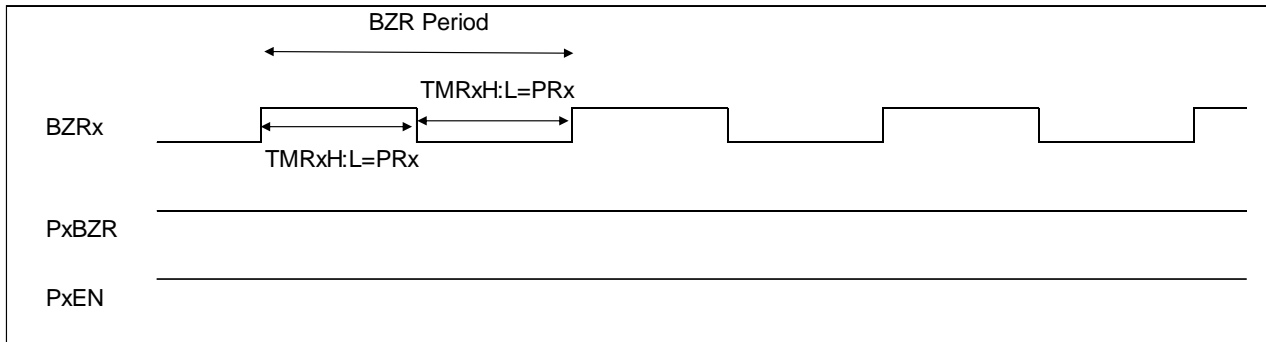 BZR Period
TMRxH:L=PRx
BZRx
TMRxH:L=PRx
PxBZR
PxEN